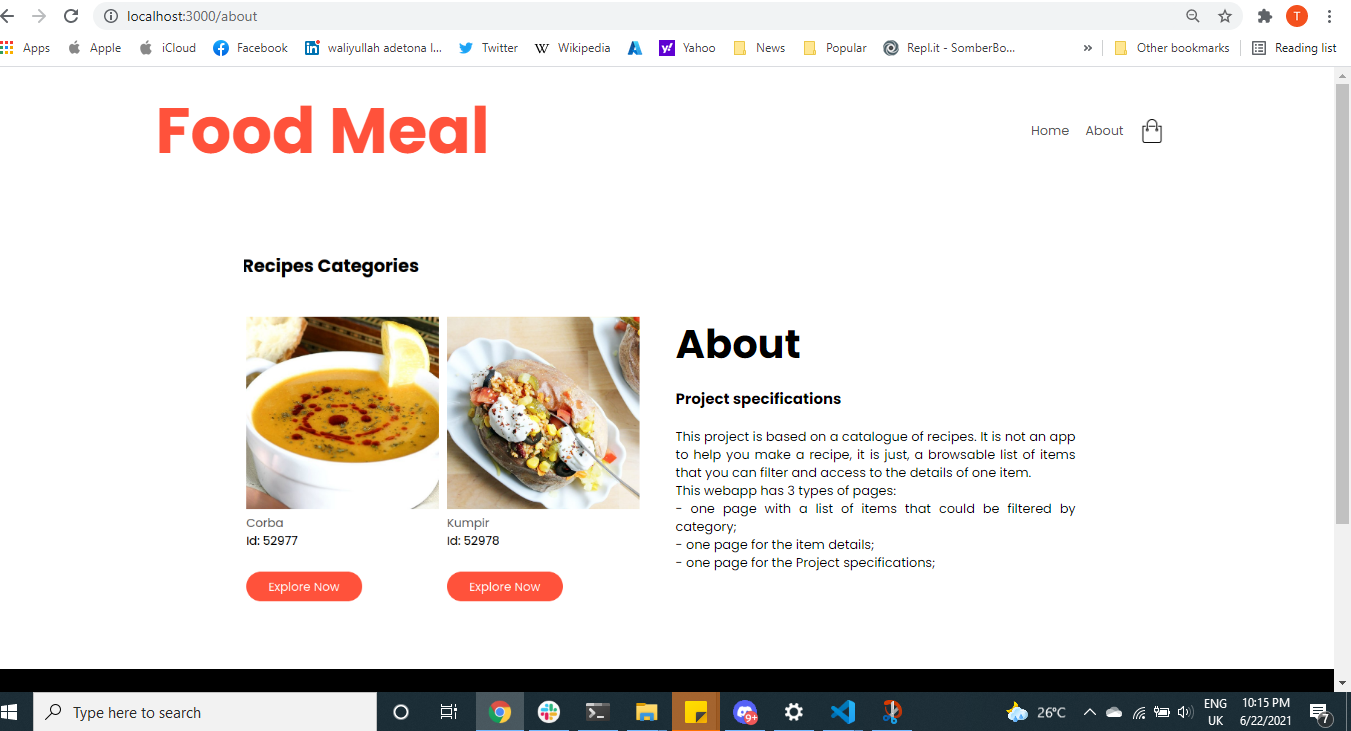 localhost:3000/about
T
Apps
Apple
iCloud
Facebook
waliyullah adetona l...
Twitter
Wikipedia
Yahoo
News
Popular
Repl.it - SomberBo...
»
Other bookmarks
Reading list
Food Meal
Home
About
Recipes Categories
Corba
Id: 52977
Explore Now
Kumpir
Id: 52978
Explore Now
About
Project specifications
This project is based on a catalogue of recipes. It is not an app
to help you make a recipe, it is just, a browsable list of items
that you can filter and access to the details of one item.
This webapp has 3 types of pages:
- one page with a list of items that could be filtered by
category;
- one page for the item details;
- one page for the Project specifications;
Type here to search
9+
26°C
ENG
UK
10:15 PM
6/22/2021
7